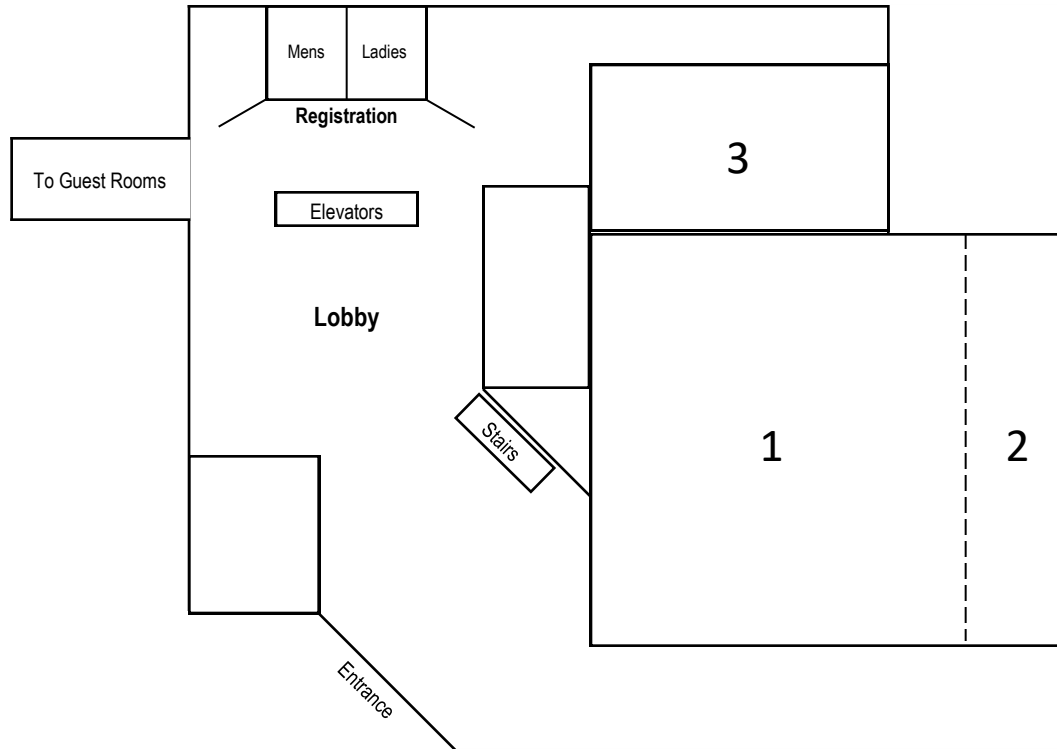 Mens
Ladies
Registration
3
To Guest Rooms
Elevators
Lobby
Stairs
1
2
Entrance